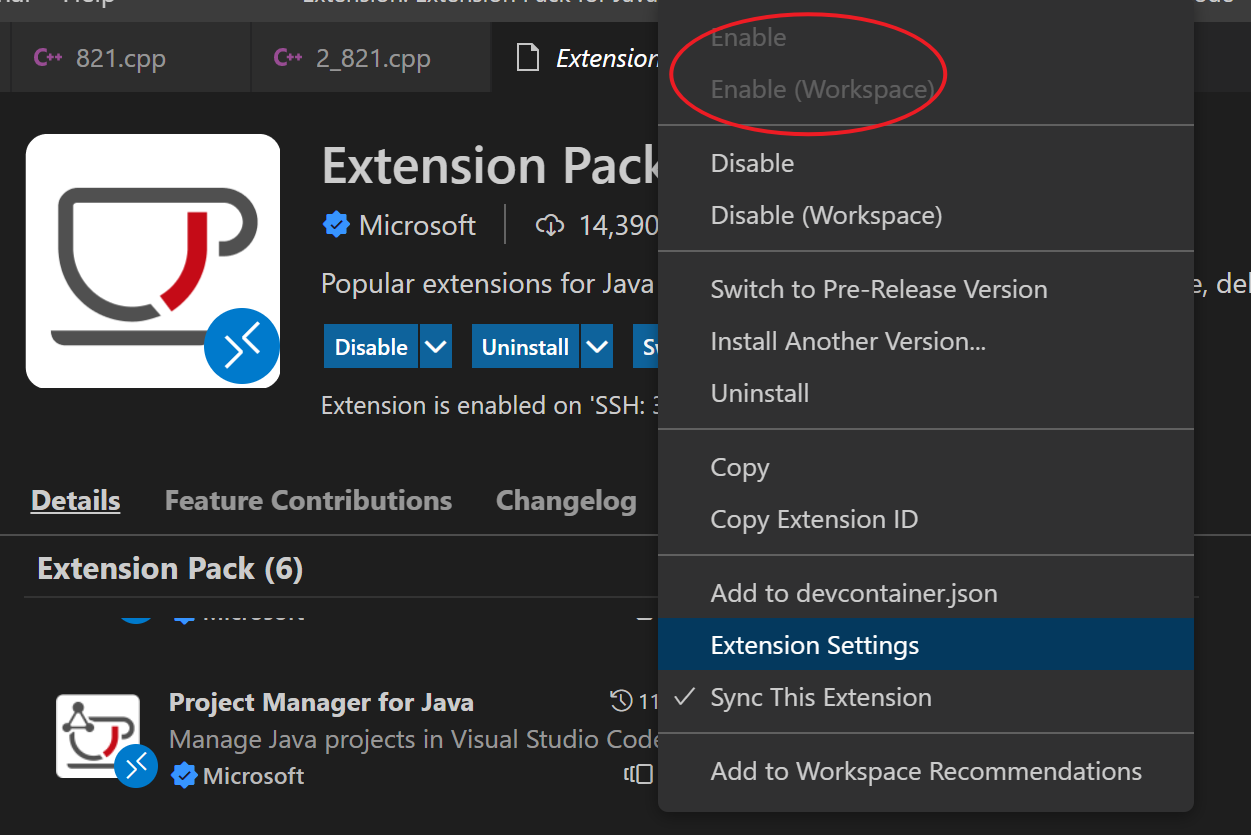 Help
C++ 821.cpp
C++ 2_821.cpp
Extension
Enable
Enable (Workspace)
Disable
Disable (Workspace)
Switch to Pre-Release Version
Install Another Version...
Uninstall
Copy
Copy Extension ID
Add to devcontainer.json
Extension Settings
Sync This Extension
Add to Workspace Recommendations
Extension Pack
Microsoft
14,390
Popular extensions for Java
Disable
Uninstall
Extension is enabled on 'SSH:
Details
Feature Contributions
Changelog
Extension Pack (6)
Microsoft
Project Manager for Java
11
Manage Java projects in Visual Studio Code
Microsoft